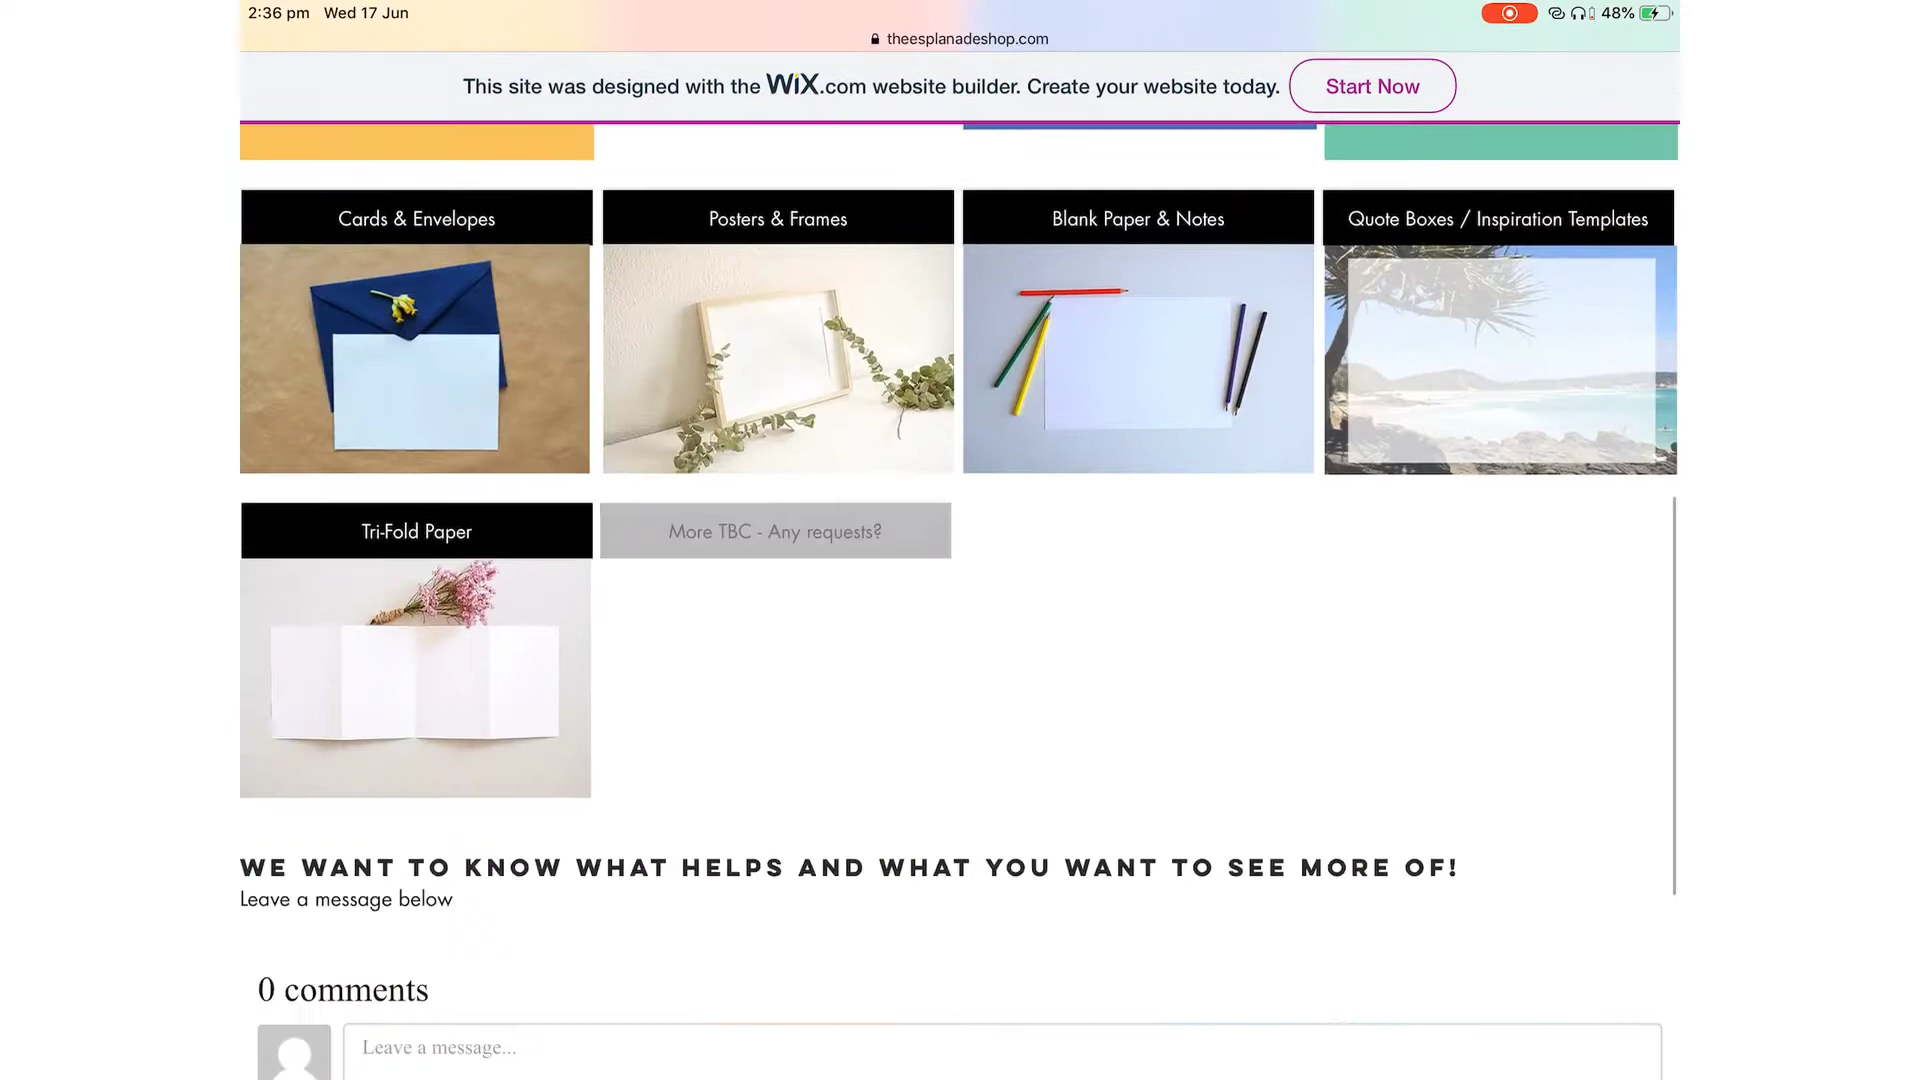 2:36 pm Wed 17 Jun
48%
theesplanadeshop.com
This site was designed with the WiX.com website builder. Create your website today. Start Now
Cards & Envelopes
Posters & Frames
Blank Paper & Notes
Quote Boxes / Inspiration Templates
Tri-Fold Paper
More TBC - Any requests?
WE WANT TO KNOW WHAT HELPS AND WHAT YOU WANT TO SEE MORE OF!
Leave a message below
0 comments
Leave a message...